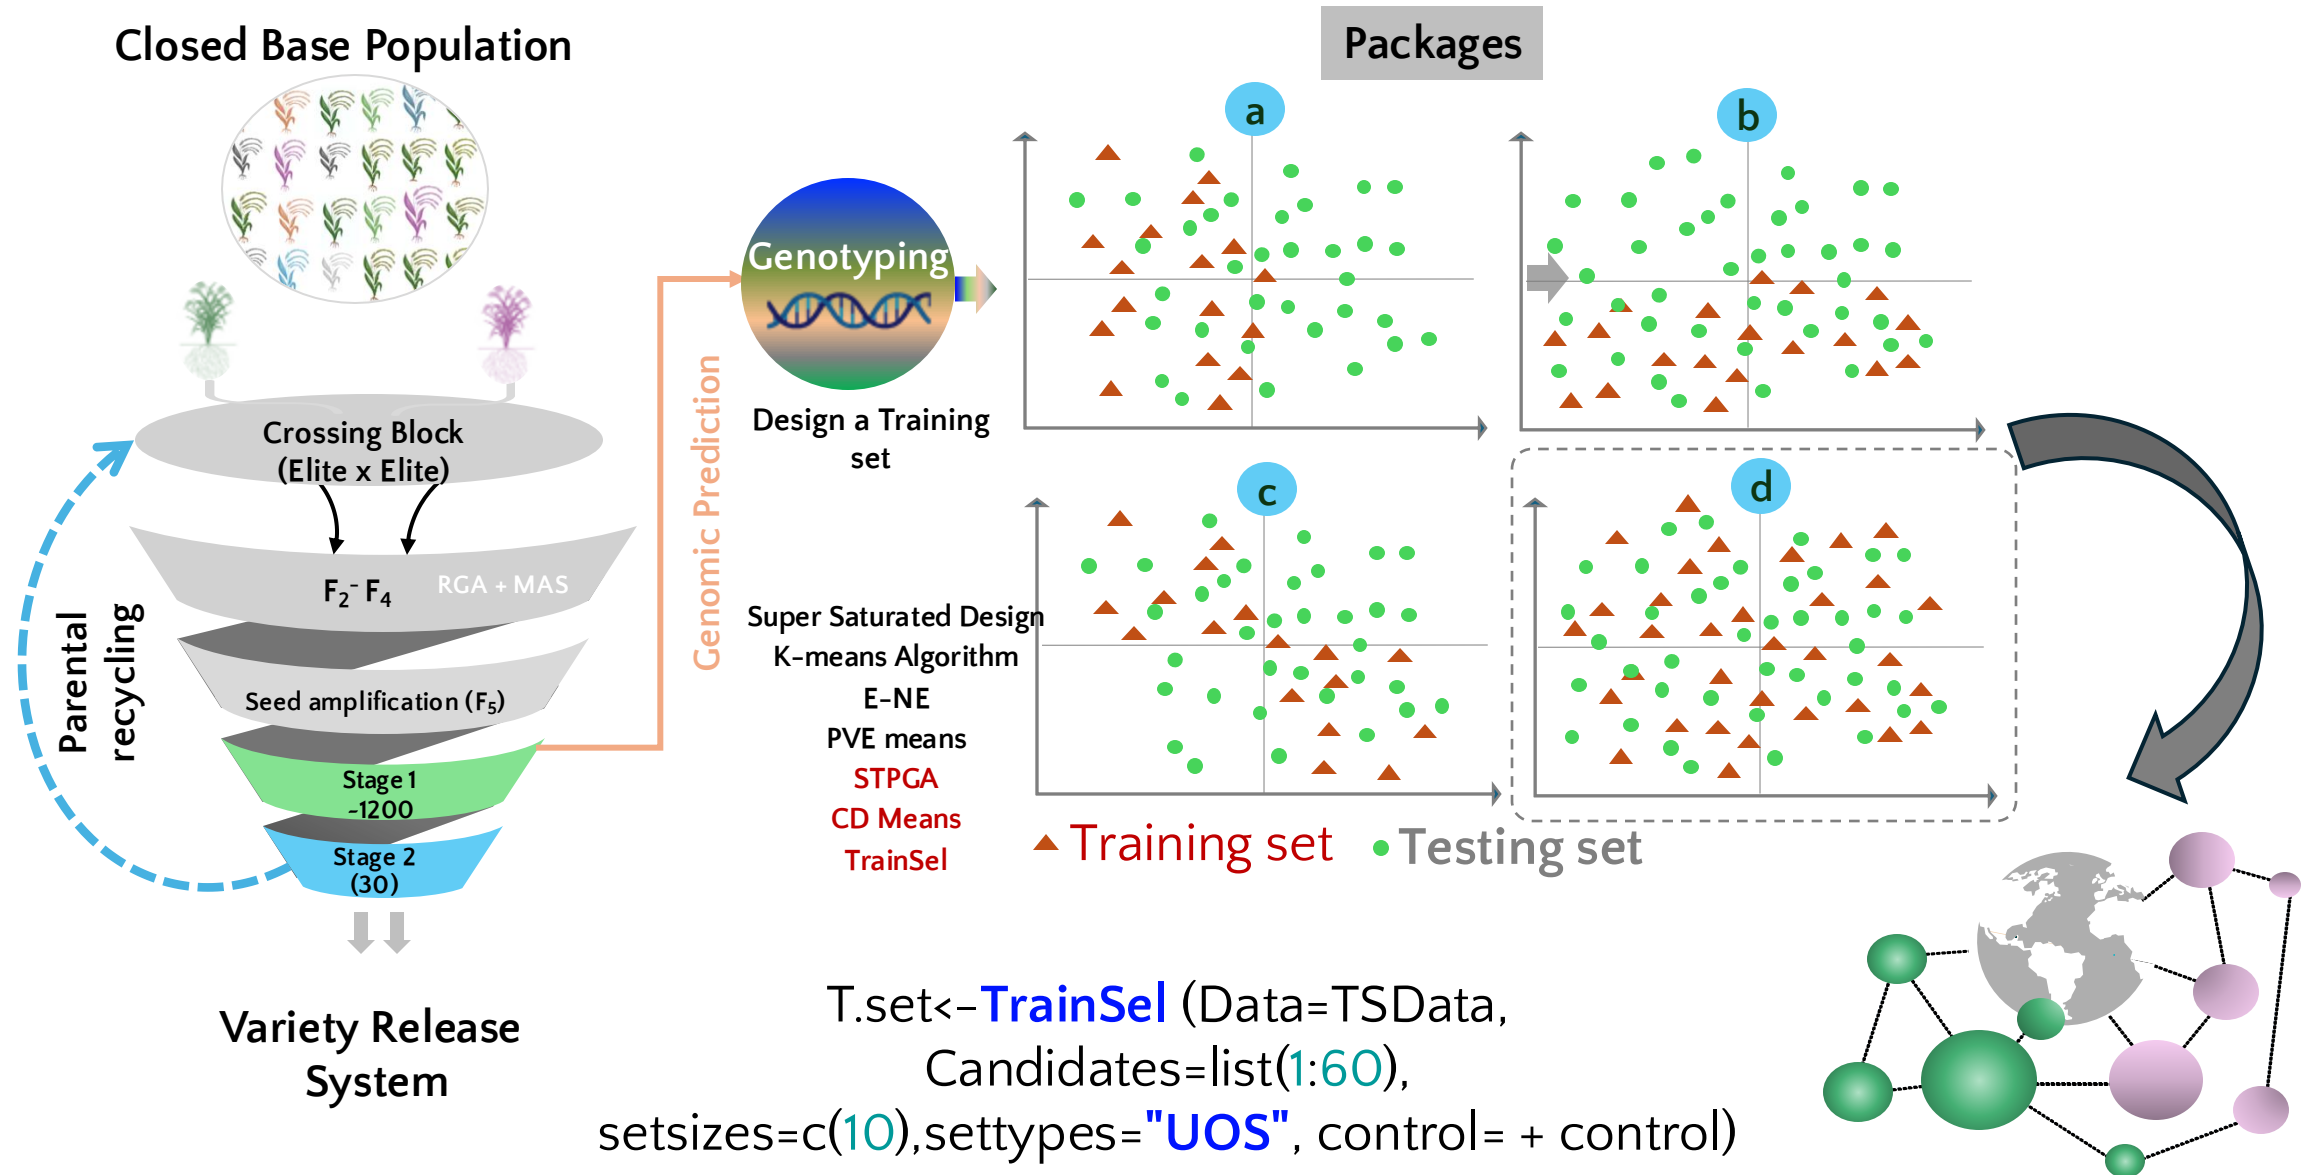 Closed Base Population
Packages
a
b
Genotyping
Design a Training
set
Crossing Block
(Elite x Elite)
Genomic Prediction
c
d
F₂- F₄
RGA + MAS
Parental
recycling
Super Saturated Design
K-means Algorithm
E-NE
PVE means
STPGA
CD Means
TrainSel
Seed amplification (F₅)
Stage 1
~1200
Stage 2
(30)
Training set
Testing set
Variety Release
System
T.set<-TrainSel (Data=TSData,
Candidates=list(1:60),
setsizes=c(10),settypes="UOS", control= + control)